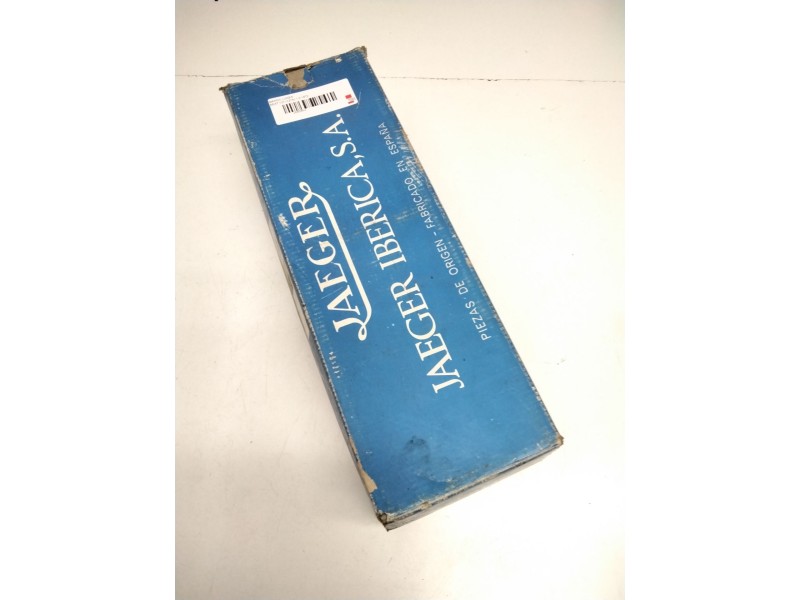 JAEGER
JAEGER IBERICA, S.A.
PIEZAS DE ORIGEN - FABRICADO EN ESPAÑA